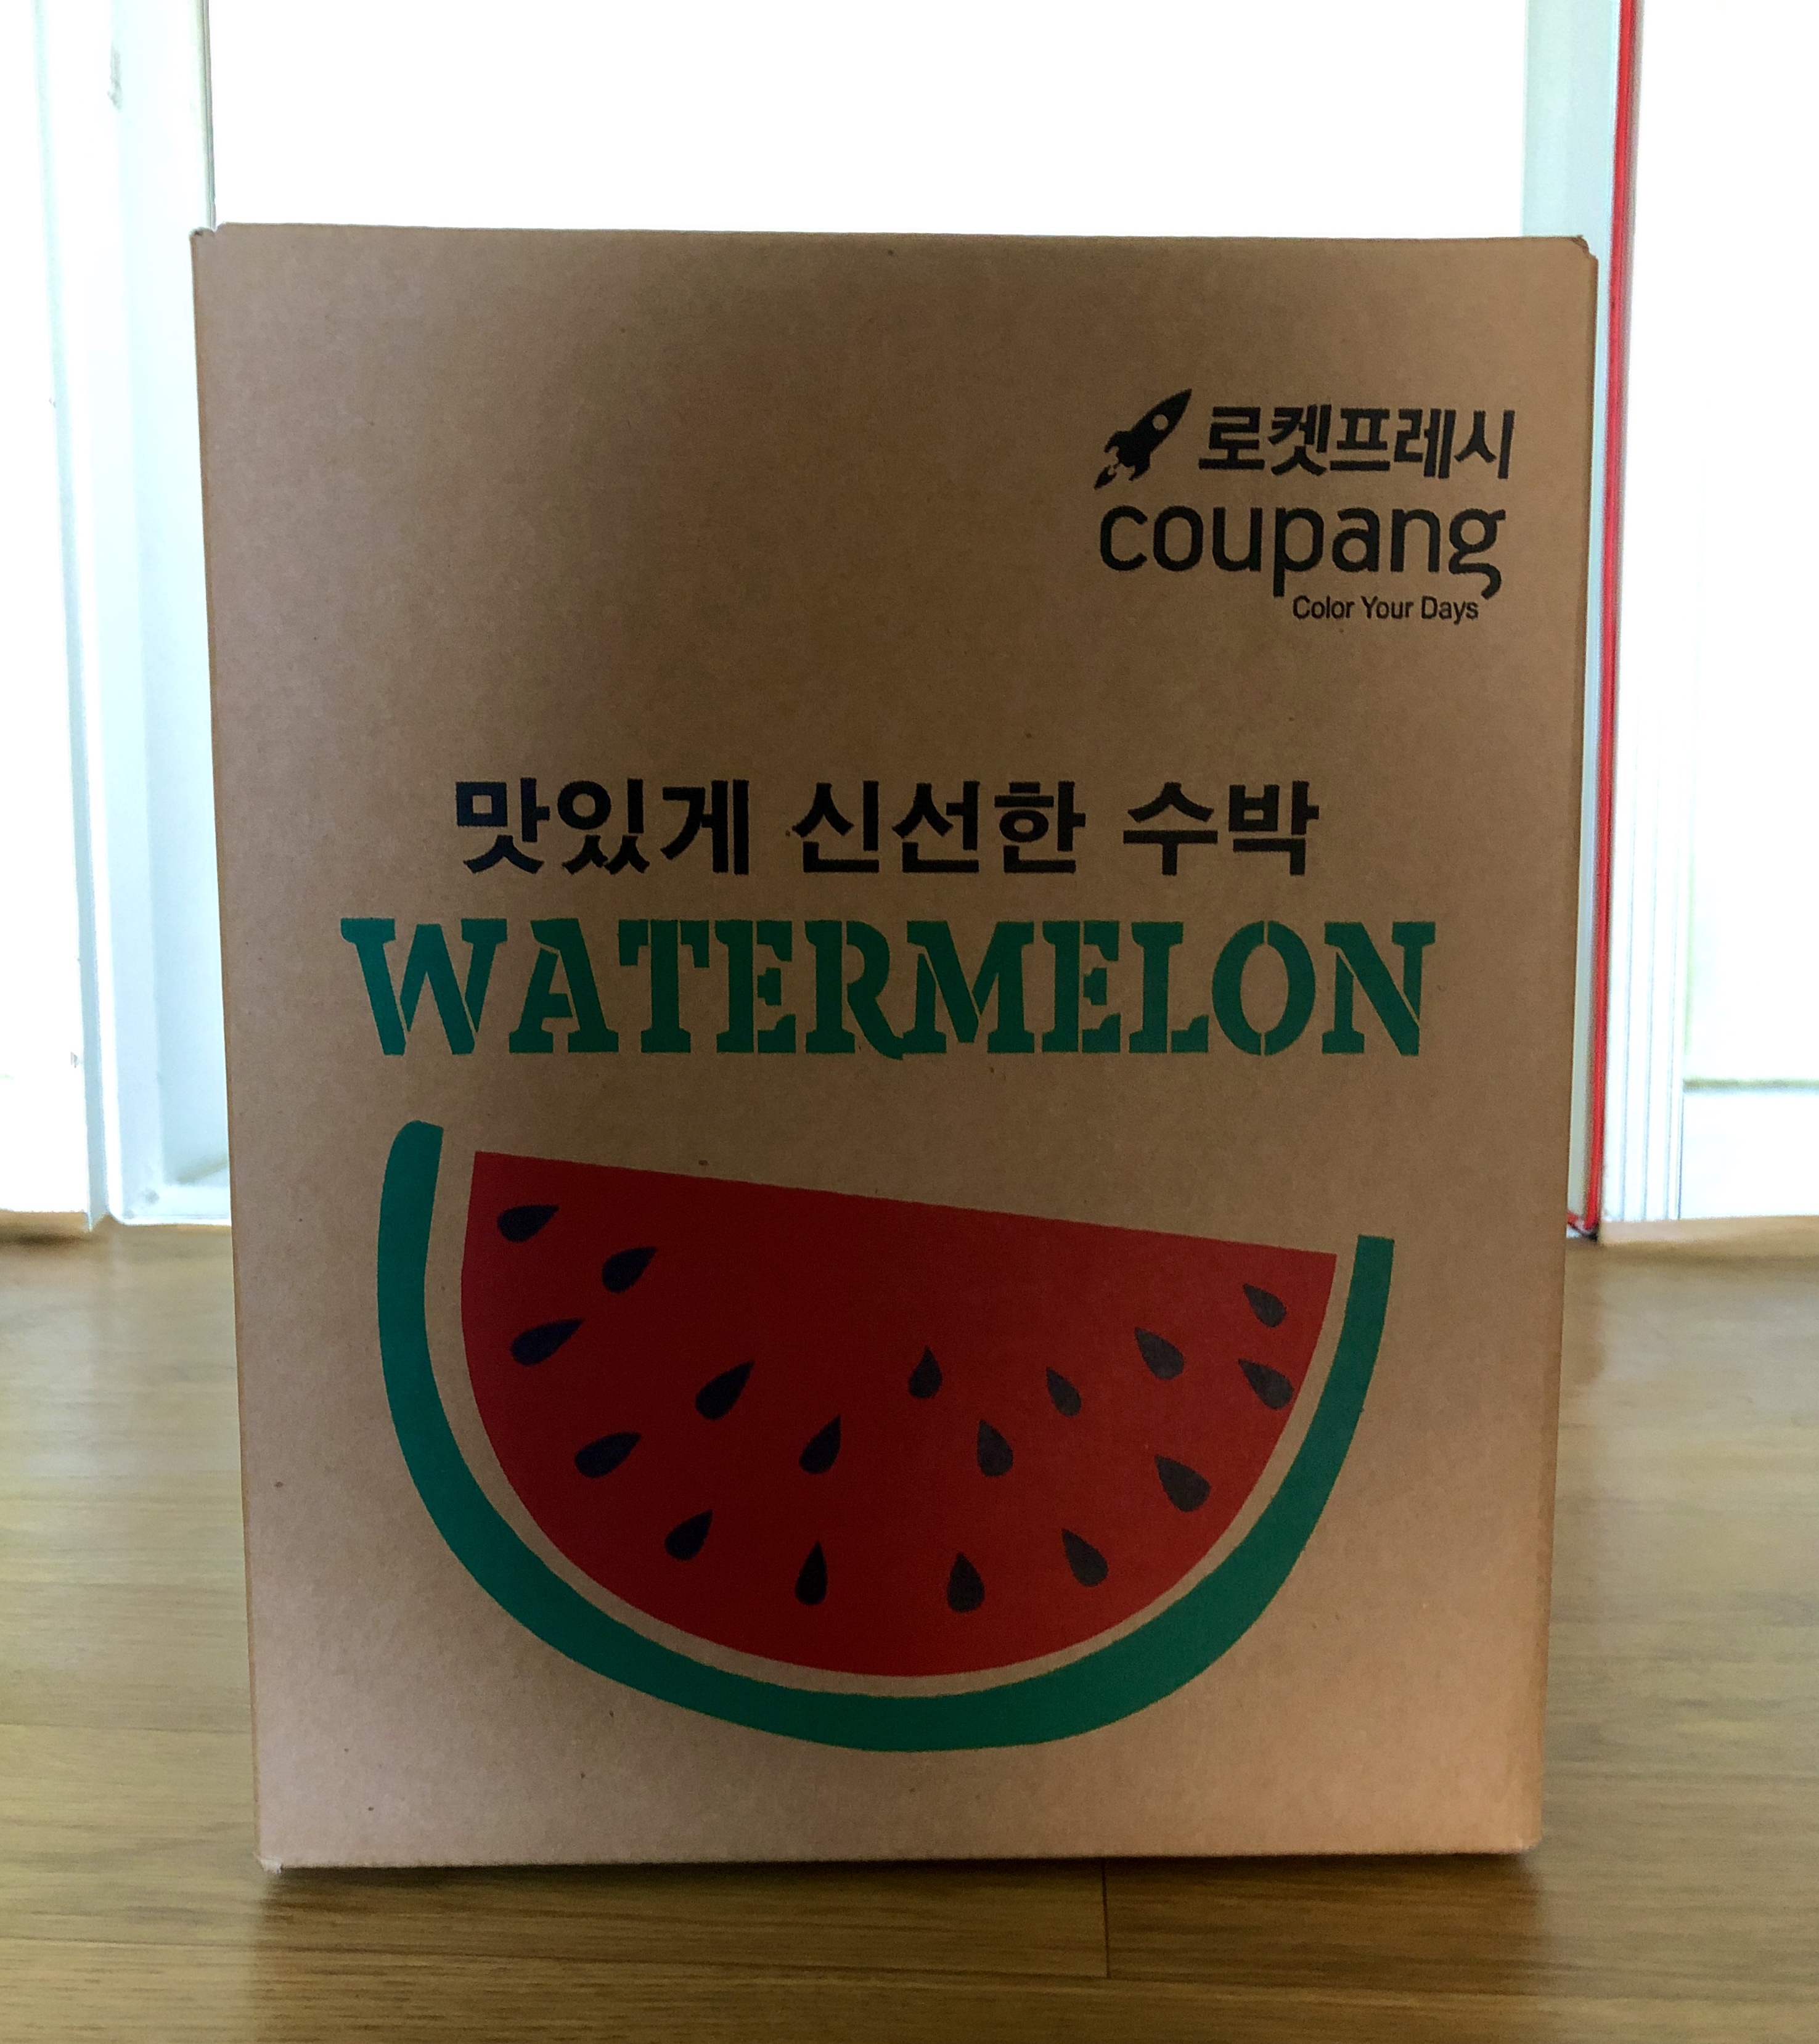 로켓프레시
coupang
Color Your Days
맛있게 신선한 수박
WATERMELON